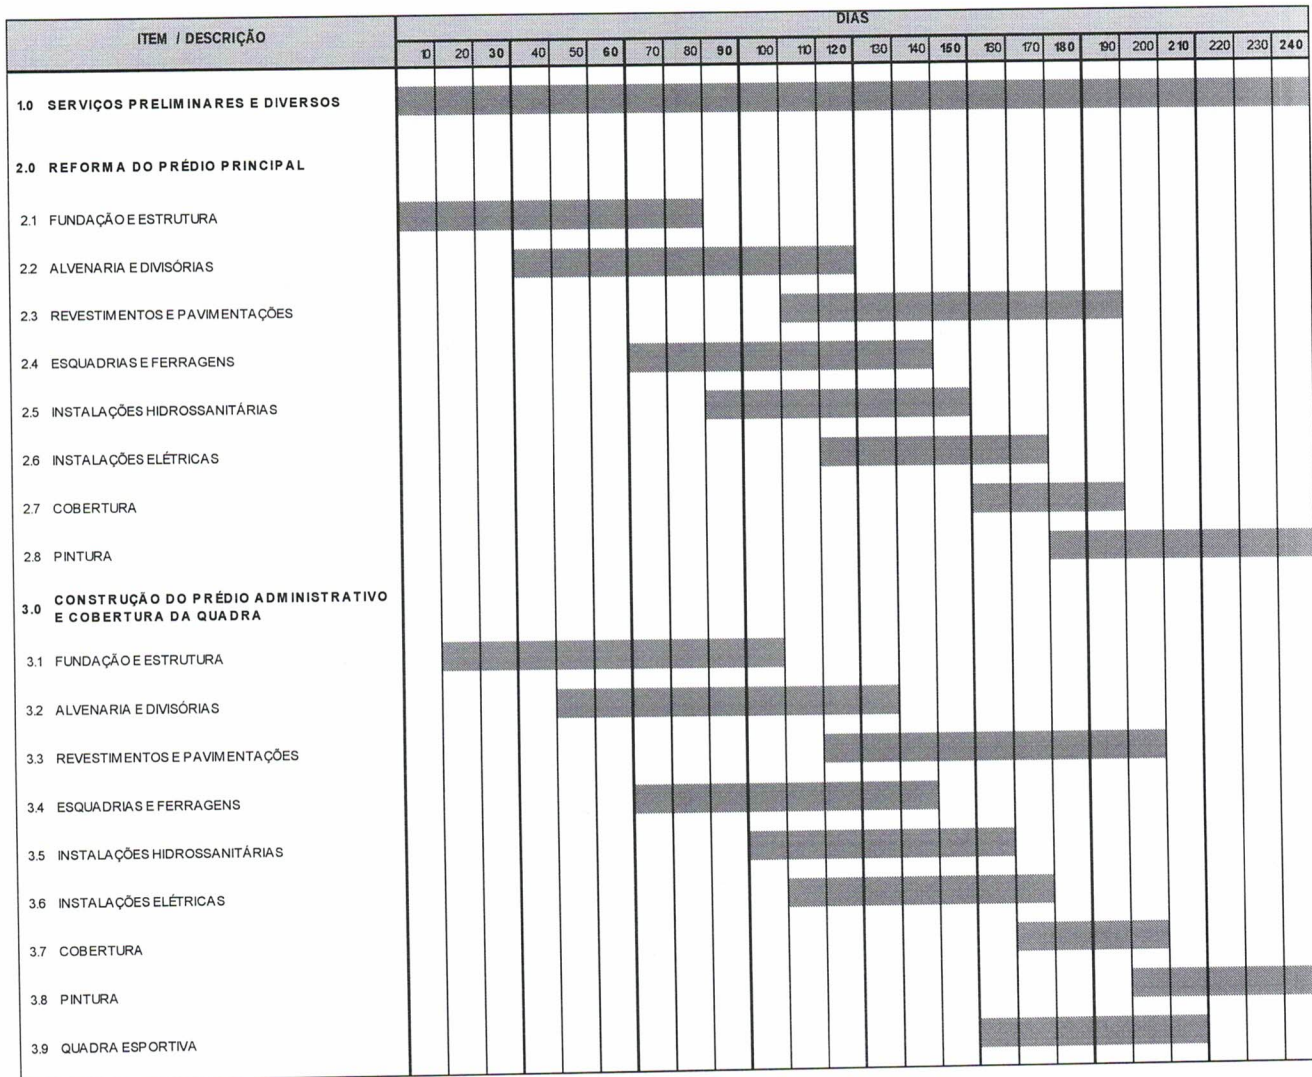 DIAS
ITEM / DESCRIÇÃO
10 20 30 40 50 60 70 80 90 100 110 120 130 140 150 160 170 180 190 200 210 220 230 240
1.0 SERVIÇOS PRELIMINARES E DIVERSOS
2.0 REFORMA DO PRÉDIO PRINCIPAL
2.1 FUNDAÇÃO E ESTRUTURA
2.2 ALVENARIA E DIVISÓRIAS
2.3 REVESTIMENTOS E PAVIMENTAÇÕES
2.4 ESQUADRIAS E FERRAGENS
2.5 INSTALAÇÕES HIDROSSANITÁRIAS
2.6 INSTALAÇÕES ELÉTRICAS
2.7 COBERTURA
2.8 PINTURA
3.0 CONSTRUÇÃO DO PRÉDIO ADMINISTRATIVO
E COBERTURA DA QUADRA
3.1 FUNDAÇÃO E ESTRUTURA
3.2 ALVENARIA E DIVISÓRIAS
3.3 REVESTIMENTOS E PAVIMENTAÇÕES
3.4 ESQUADRIAS E FERRAGENS
3.5 INSTALAÇÕES HIDROSSANITÁRIAS
3.6 INSTALAÇÕES ELÉTRICAS
3.7 COBERTURA
3.8 PINTURA
3.9 QUADRA ESPORTIVA